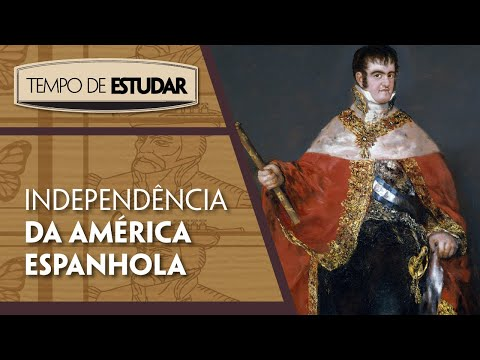 TEMPO DE ESTUDAR
INDEPENDÊNCIA
DA AMÉRICA
ESPANHOLA